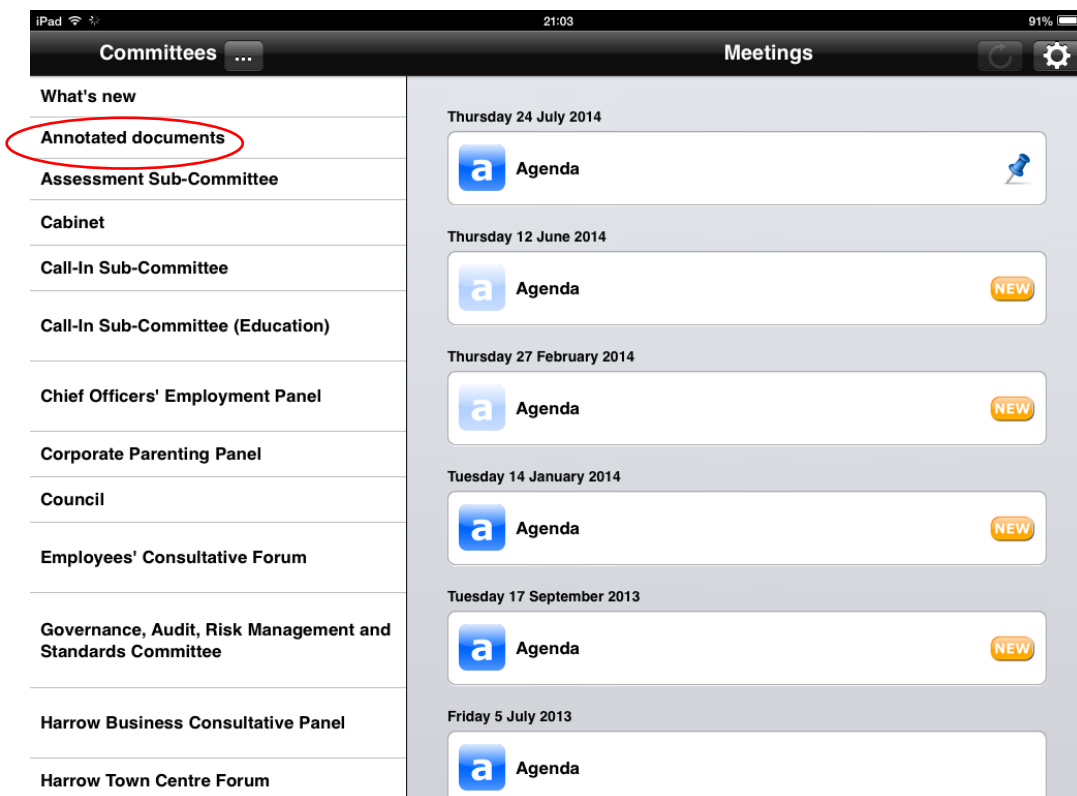 iPad 21:03 91%
Committees ... Meetings
What's new
Annotated documents
Assessment Sub-Committee
Cabinet
Call-In Sub-Committee
Call-In Sub-Committee (Education)
Chief Officers' Employment Panel
Corporate Parenting Panel
Council
Employees' Consultative Forum
Governance, Audit, Risk Management and
Standards Committee
Harrow Business Consultative Panel
Harrow Town Centre Forum
Thursday 24 July 2014
a Agenda
Thursday 12 June 2014
a Agenda NEW
Thursday 27 February 2014
a Agenda NEW
Tuesday 14 January 2014
a Agenda NEW
Tuesday 17 September 2013
a Agenda NEW
Friday 5 July 2013
a Agenda